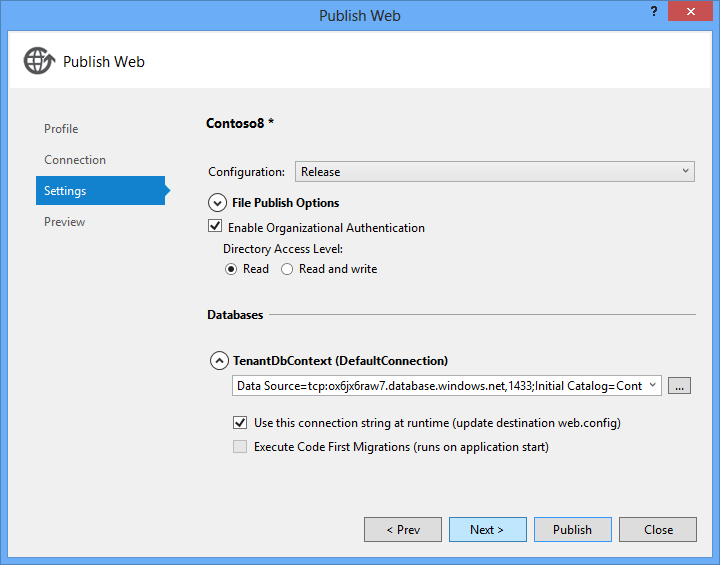 Publish Web
?
Publish Web
Profile
Connection
Settings
Preview
Contoso8 *
Configuration: Release
File Publish Options
Enable Organizational Authentication
Directory Access Level:
Read Read and write
Databases
TenantDbContext (DefaultConnection)
Data Source=tcp:ox6jx6raw7.database.windows.net,1433;Initial Catalog=Cont ...
Use this connection string at runtime (update destination web.config)
Execute Code First Migrations (runs on application start)
< Prev Next > Publish Close